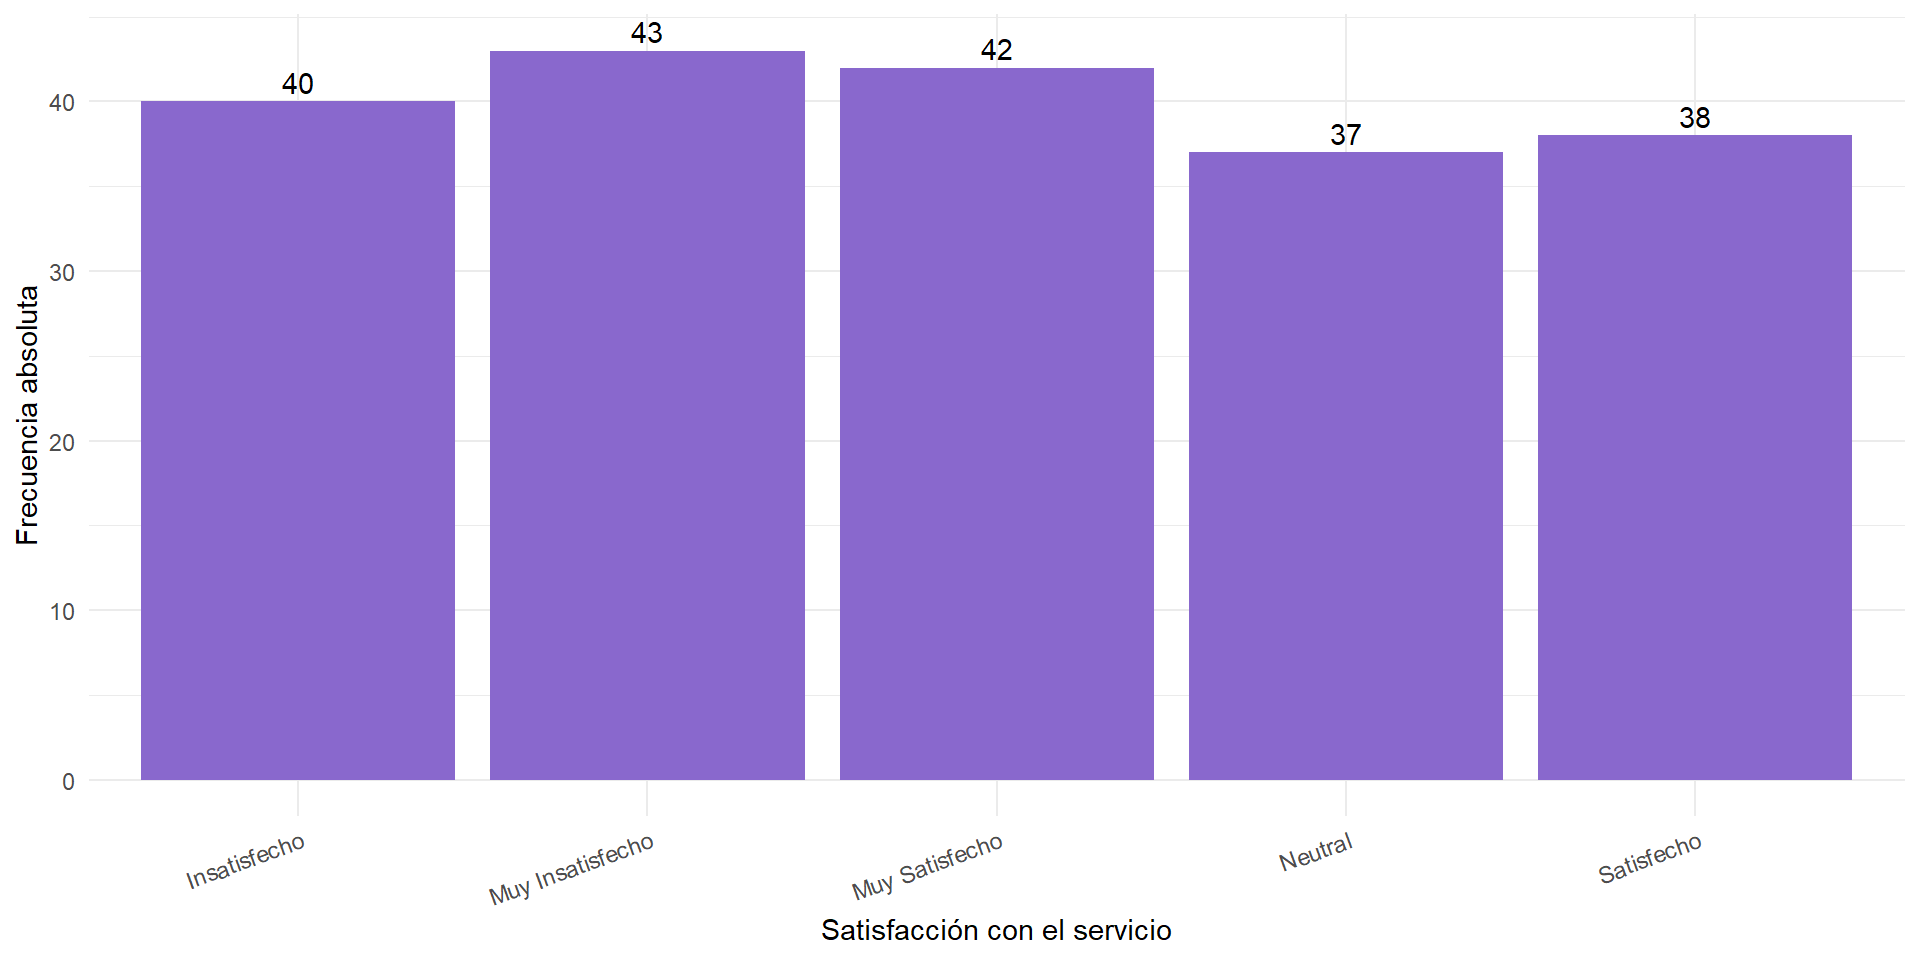 43
42
40
40
38
37
30
20
10
0
Frecuencia absoluta
Insatisfecho
Muy Insatisfecho
Muy Satisfecho
Neutral
Satisfecho
Satisfacción con el servicio